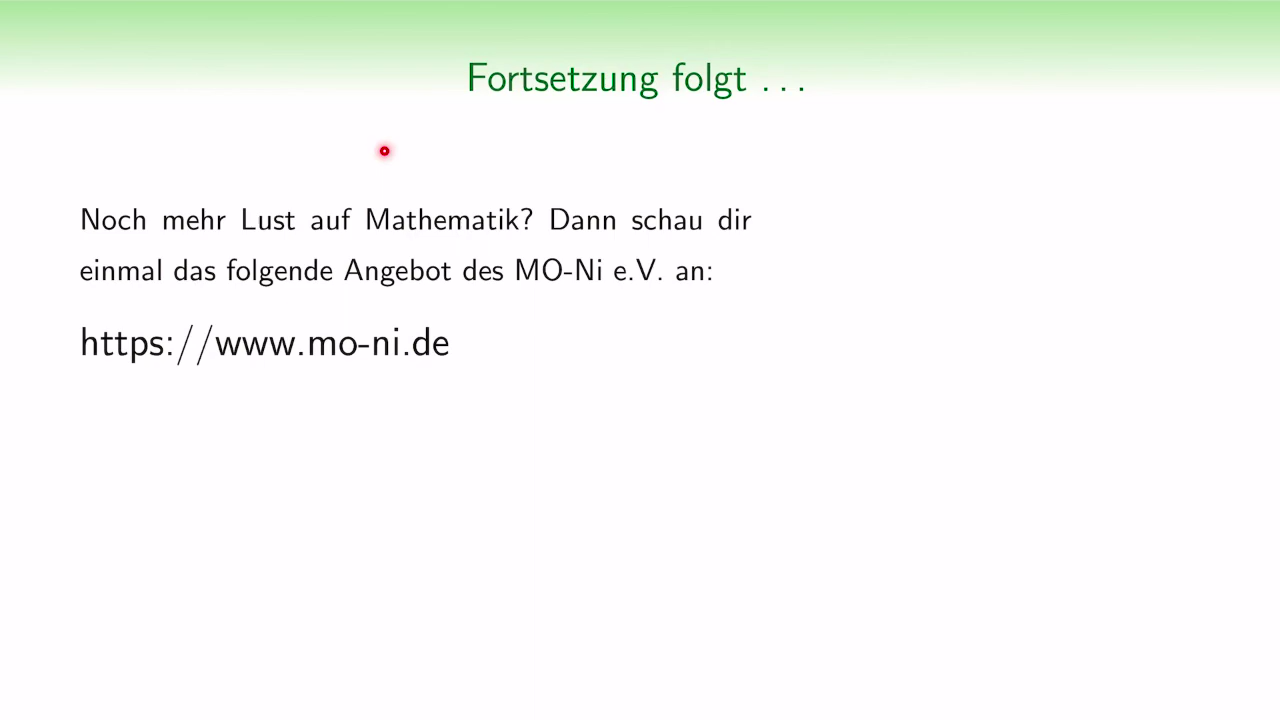 Fortsetzung folgt . . .
Noch mehr Lust auf Mathematik? Dann schau dir
einmal das folgende Angebot des MO-Ni e.V. an:
https://www.mo-ni.de